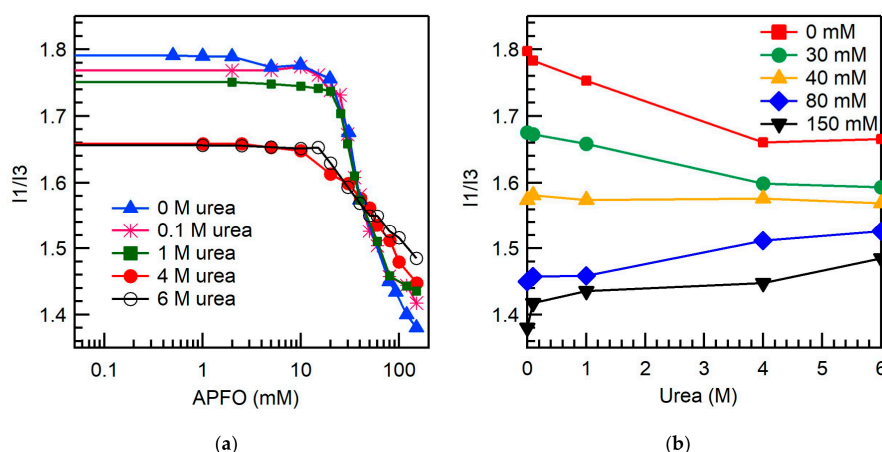 1.8
1.7
1.6
1.5
1.4
I1/I3
0 M urea
0.1 M urea
1 M urea
4 M urea
6 M urea
0.1
1
10
100
APFO (mM)
(a)
1.8
1.7
1.6
1.5
1.4
I1/I3
0 mM
30 mM
40 mM
80 mM
150 mM
0
1
2
3
4
5
6
Urea (M)
(b)